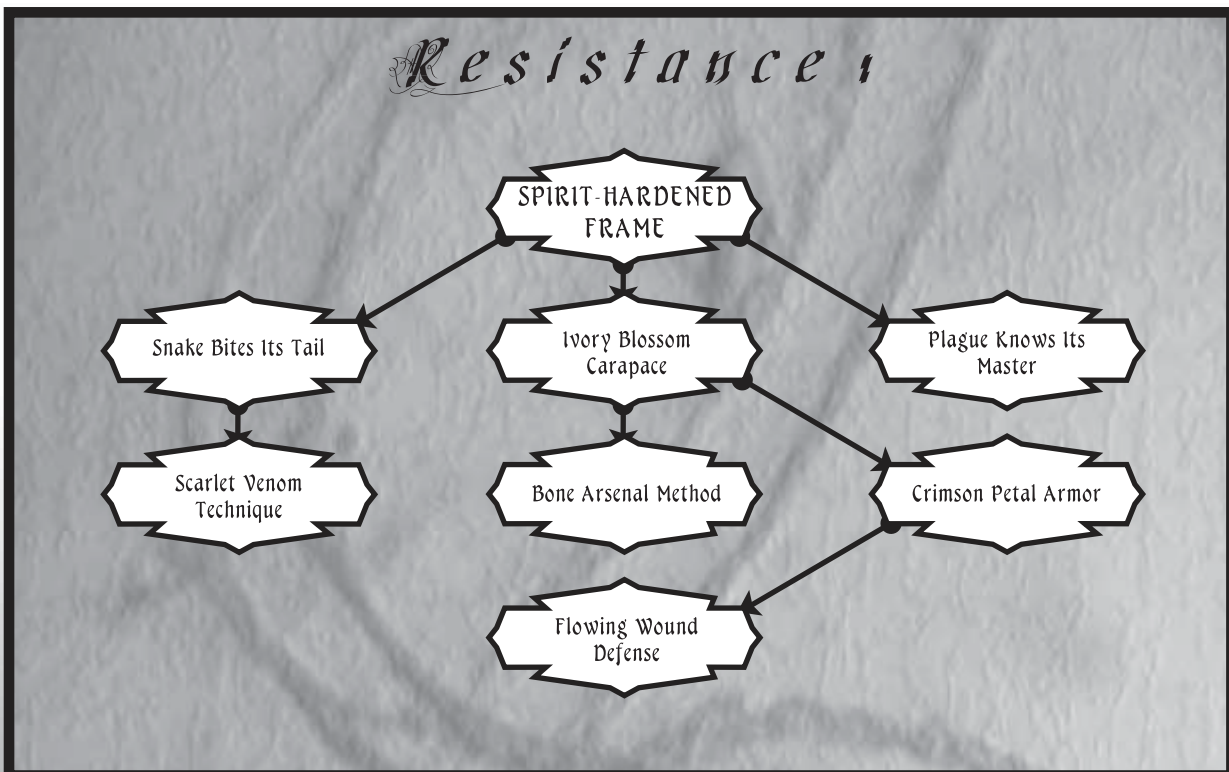 Resistance 1
SPIRIT-HARDENED
FRAME
Snake Bites Its Tail
Ivory Blossom
Carapace
Plague Knows Its
Master
Scarlet Venom
Technique
Bone Arsenal Method
Crimson Petal Armor
Flowing Wound
Defense